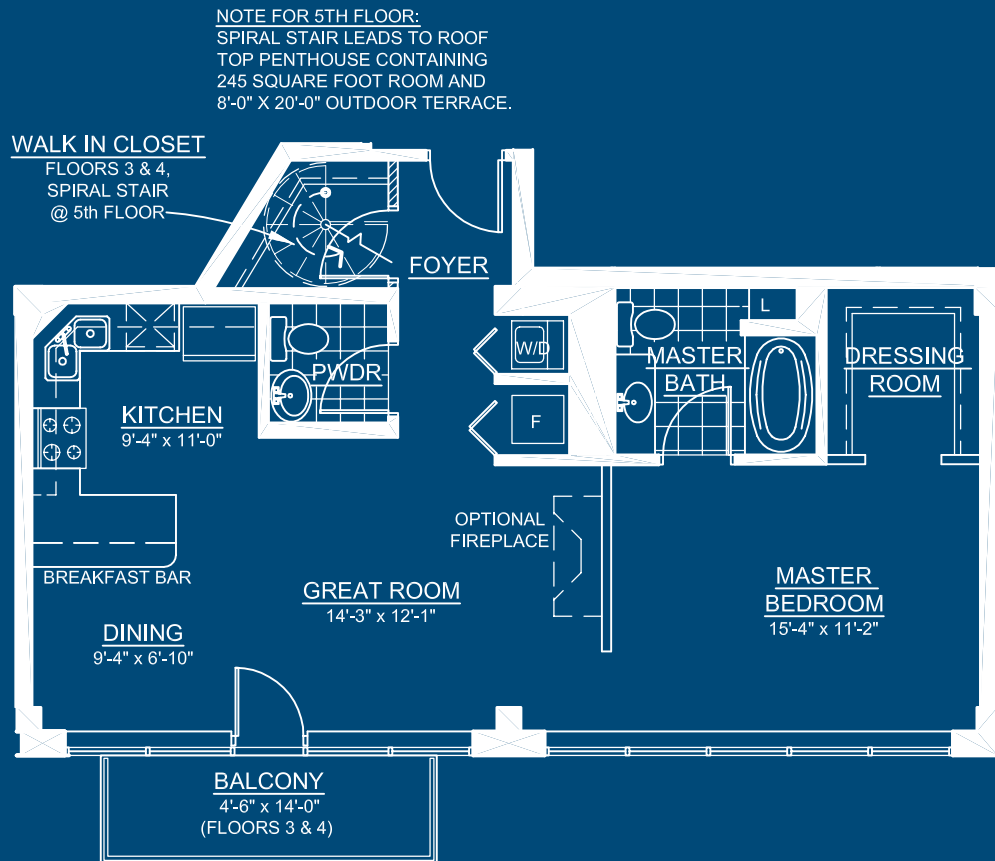 NOTE FOR 5TH FLOOR:
SPIRAL STAIR LEADS TO ROOF
TOP PENTHOUSE CONTAINING
245 SQUARE FOOT ROOM AND
8'-0" X 20'-0" OUTDOOR TERRACE.
WALK IN CLOSET
FLOORS 3 & 4,
SPIRAL STAIR
@ 5th FLOOR
FOYER
L
W/D
PWDR
MASTER
BATH
DRESSING
ROOM
KITCHEN
9'-4" x 11'-0"
F
OPTIONAL
FIREPLACE
BREAKFAST BAR
GREAT ROOM
14'-3" x 12'-1"
MASTER
BEDROOM
15'-4" x 11'-2"
DINING
9'-4" x 6'-10"
BALCONY
4'-6" x 14'-0"
(FLOORS 3 & 4)